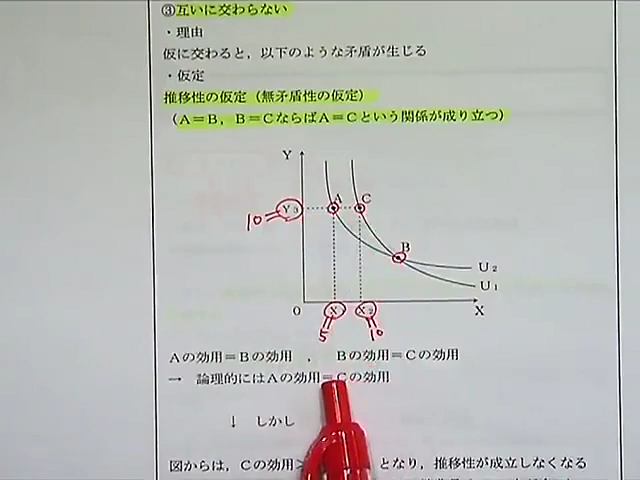 ③互いに交わらない
・理由
仮に交わると，以下のような矛盾が生じる
・仮定
推移性の仮定（無矛盾性の仮定）
（A＝B，B＝CならばA＝Cという関係が成り立つ）
Y
A C
10＝Y₃
B
U₂
U₁
0 X₁ X₂ X
5 10
Aの効用＝Bの効用 ， Bの効用＝Cの効用
→ 論理的にはAの効用＝Cの効用
↓ しかし
図からは，Cの効用＞ となり，推移性が成立しなくなる